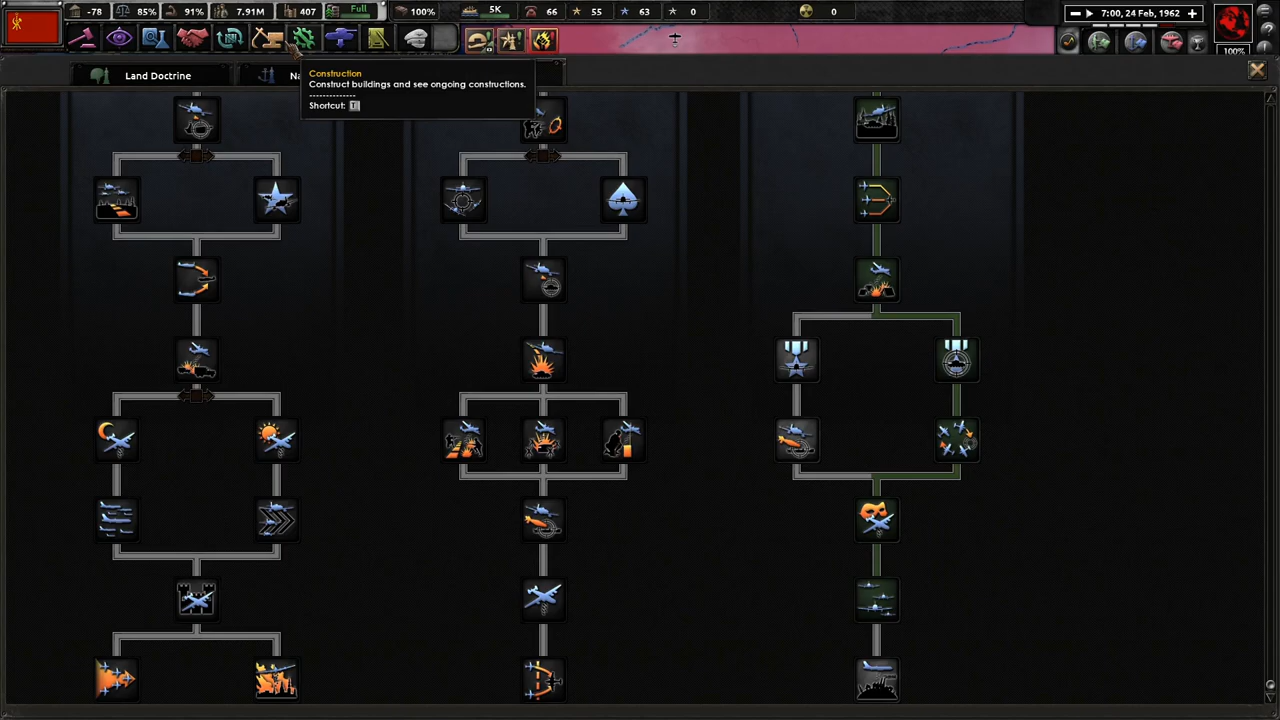 -78 85% 91% 7.91M 407 Full 100% 5K 66 55 63 0 0 7:00, 24 Feb, 1962
100%
Land Doctrine Na
Construction
Construct buildings and see ongoing constructions.
--------------
Shortcut: T